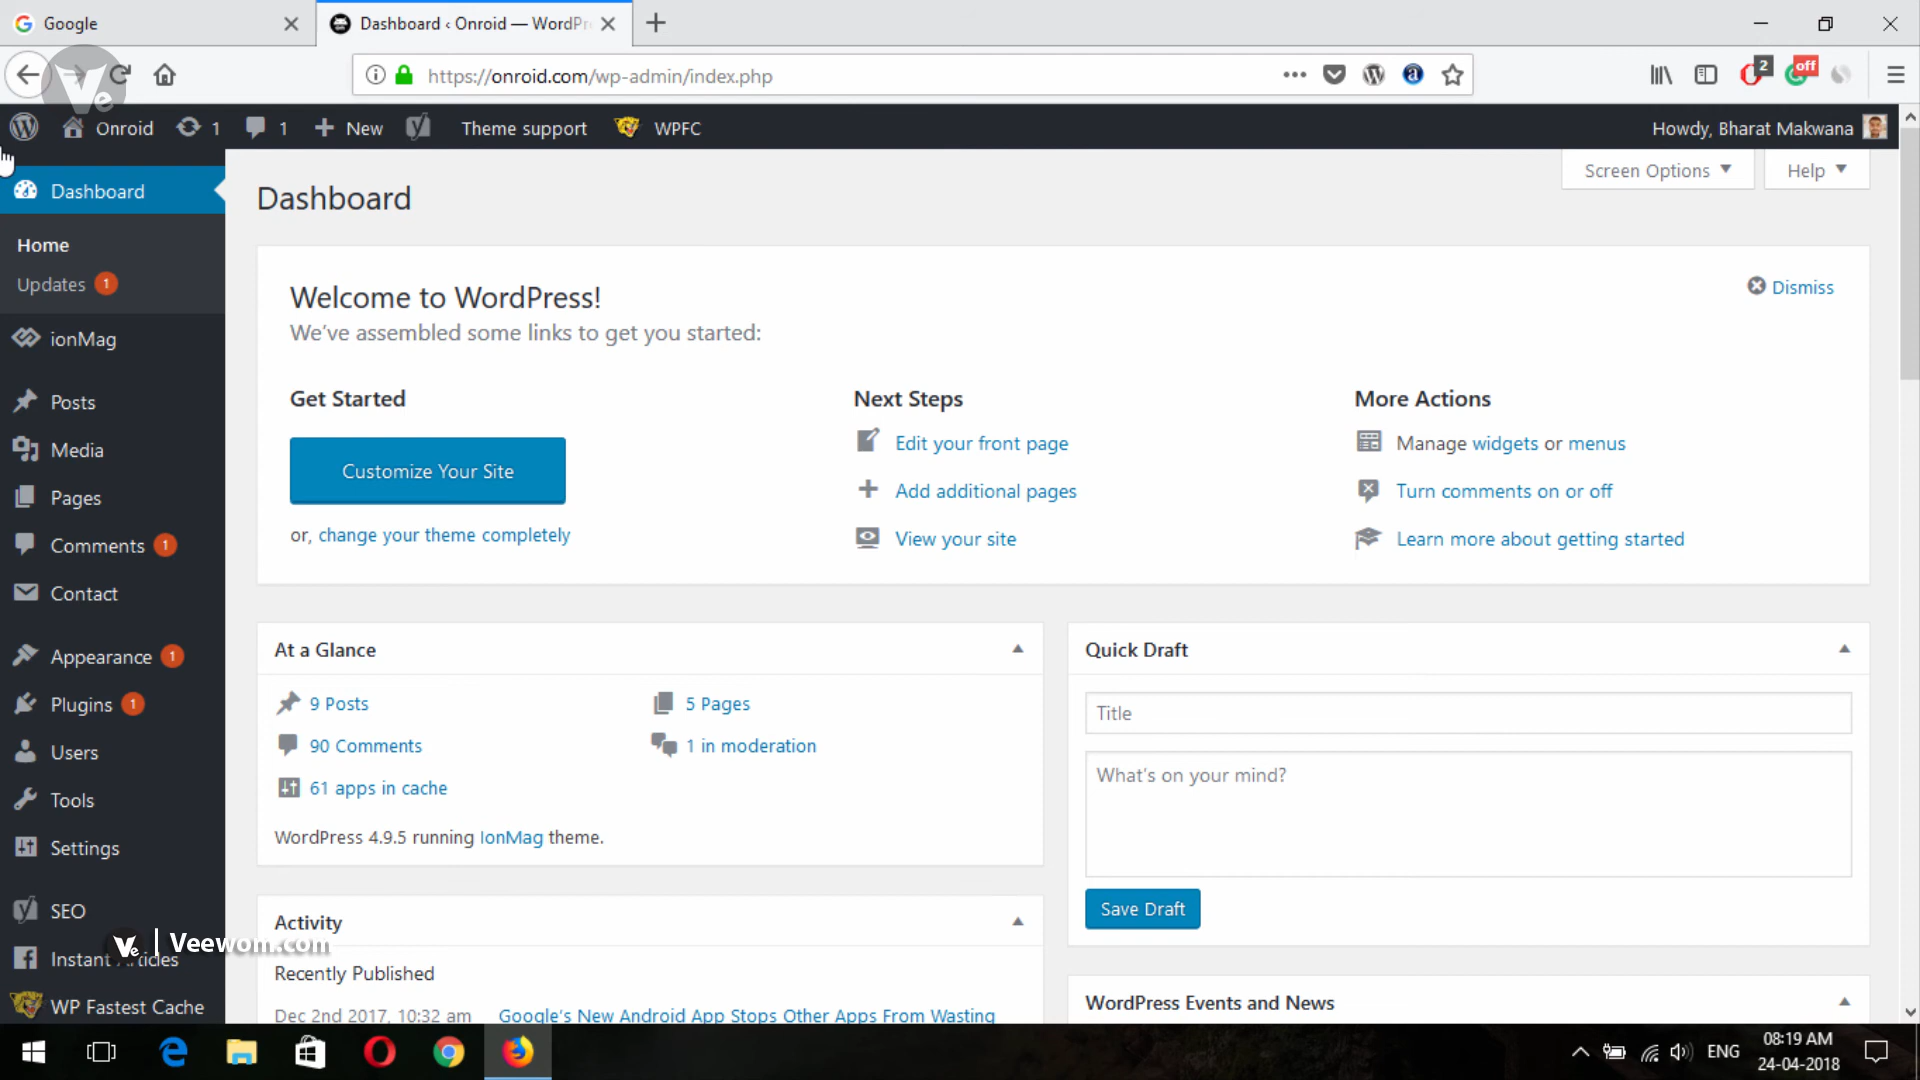 Google
Dashboard ‹ Onroid — WordPr
https://onroid.com/wp-admin/index.php
2
off
Onroid 1 1 New Theme support WPFC
Howdy, Bharat Makwana
Dashboard
Home
Updates 1
ionMag
Posts
Media
Pages
Comments 1
Contact
Appearance 1
Plugins 1
Users
Tools
Settings
SEO
Instant Articles
WP Fastest Cache
Ve
Ve | Veewom.com
Screen Options
Help
Dashboard
Welcome to WordPress!
We've assembled some links to get you started:
Dismiss
Get Started
Customize Your Site
or, change your theme completely
Next Steps
Edit your front page
Add additional pages
View your site
More Actions
Manage widgets or menus
Turn comments on or off
Learn more about getting started
At a Glance
9 Posts
5 Pages
90 Comments
1 in moderation
61 apps in cache
WordPress 4.9.5 running IonMag theme.
Activity
Recently Published
Dec 2nd 2017, 10:32 am Google's New Android App Stops Other Apps From Wasting
Quick Draft
Title
What's on your mind?
Save Draft
WordPress Events and News
ENG
08:19 AM
24-04-2018